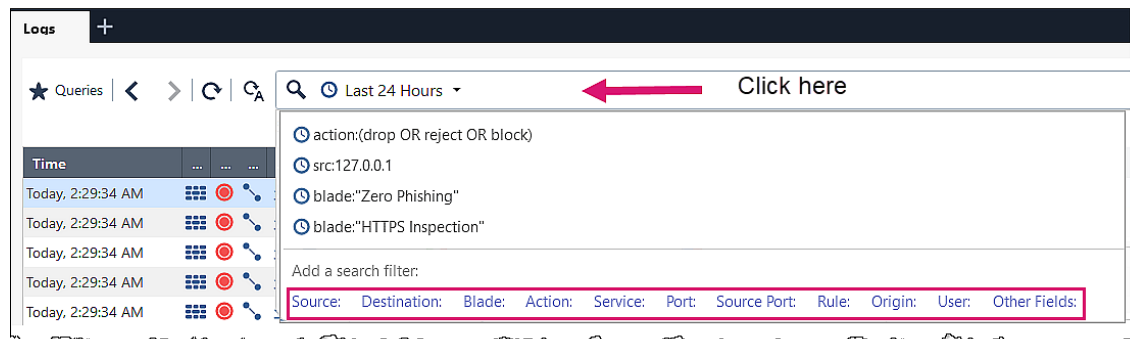 Logs
Queries
Last 24 Hours
Click here
action:(drop OR reject OR block)
src:127.0.0.1
blade:"Zero Phishing"
blade:"HTTPS Inspection"
Add a search filter:
Source: Destination: Blade: Action: Service: Port: Source Port: Rule: Origin: User: Other Fields:
Time ... ... ...
Today, 2:29:34 AM
Today, 2:29:34 AM
Today, 2:29:34 AM
Today, 2:29:34 AM
Today, 2:29:34 AM